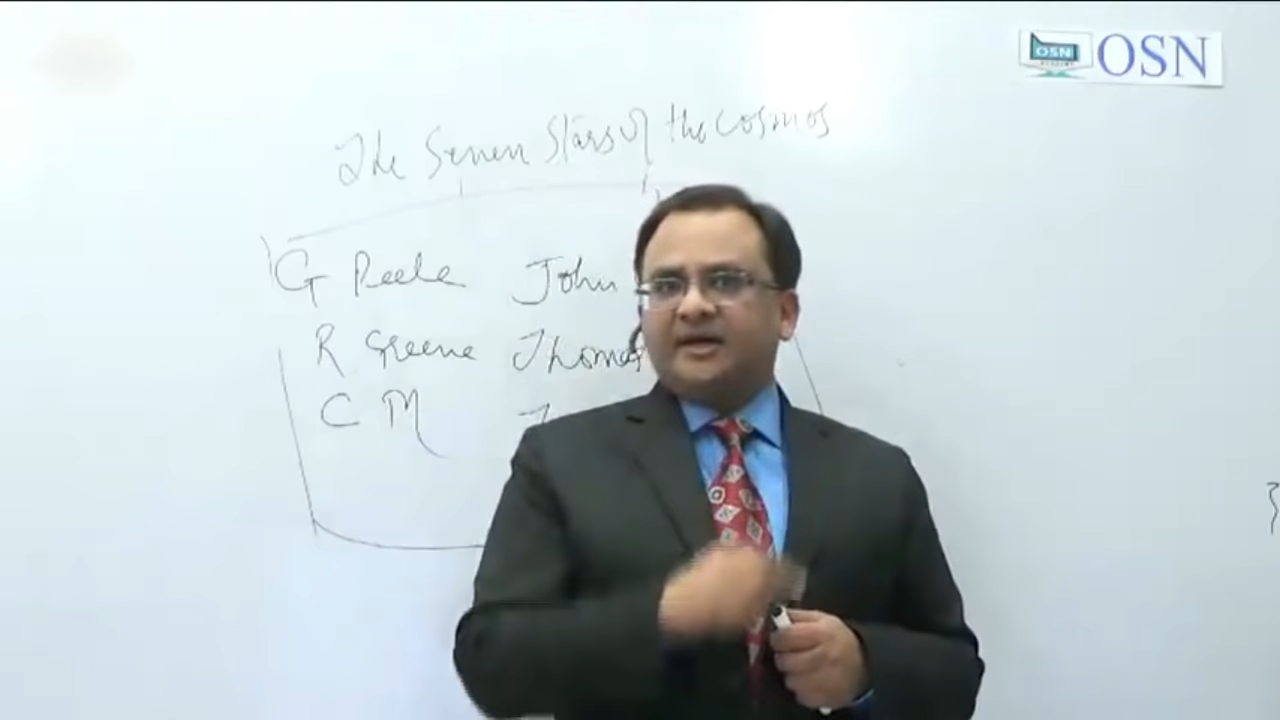 OSN OSN
The Seven Stars of the Cosmos
G Peele John
R Greene Thomas
C M